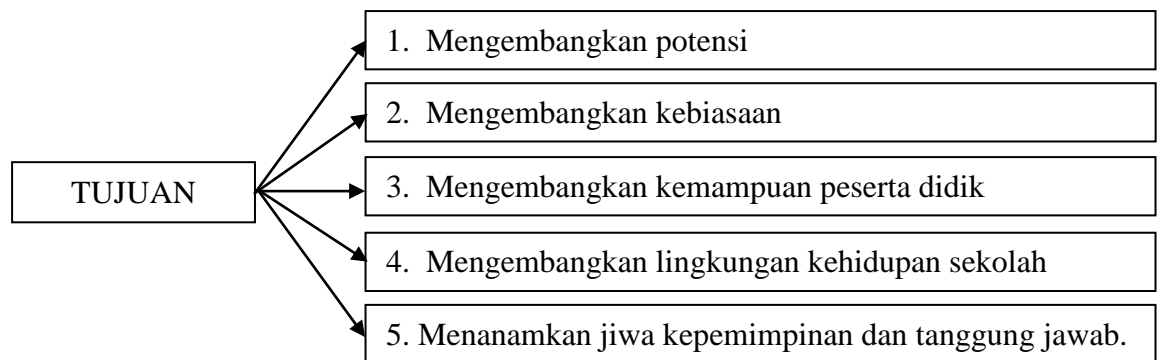 TUJUAN
1. Mengembangkan potensi
2. Mengembangkan kebiasaan
3. Mengembangkan kemampuan peserta didik
4. Mengembangkan lingkungan kehidupan sekolah
5. Menanamkan jiwa kepemimpinan dan tanggung jawab.